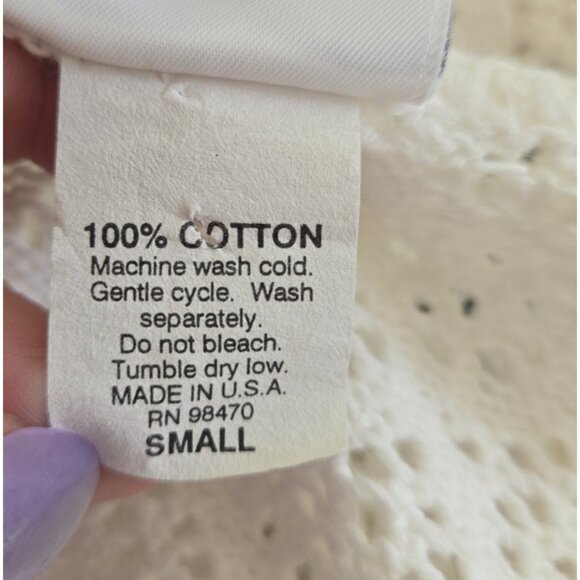 100% COTTON
Machine wash cold.
Gentle cycle. Wash
separately.
Do not bleach.
Tumble dry low.
MADE IN U.S.A.
RN 98470
SMALL